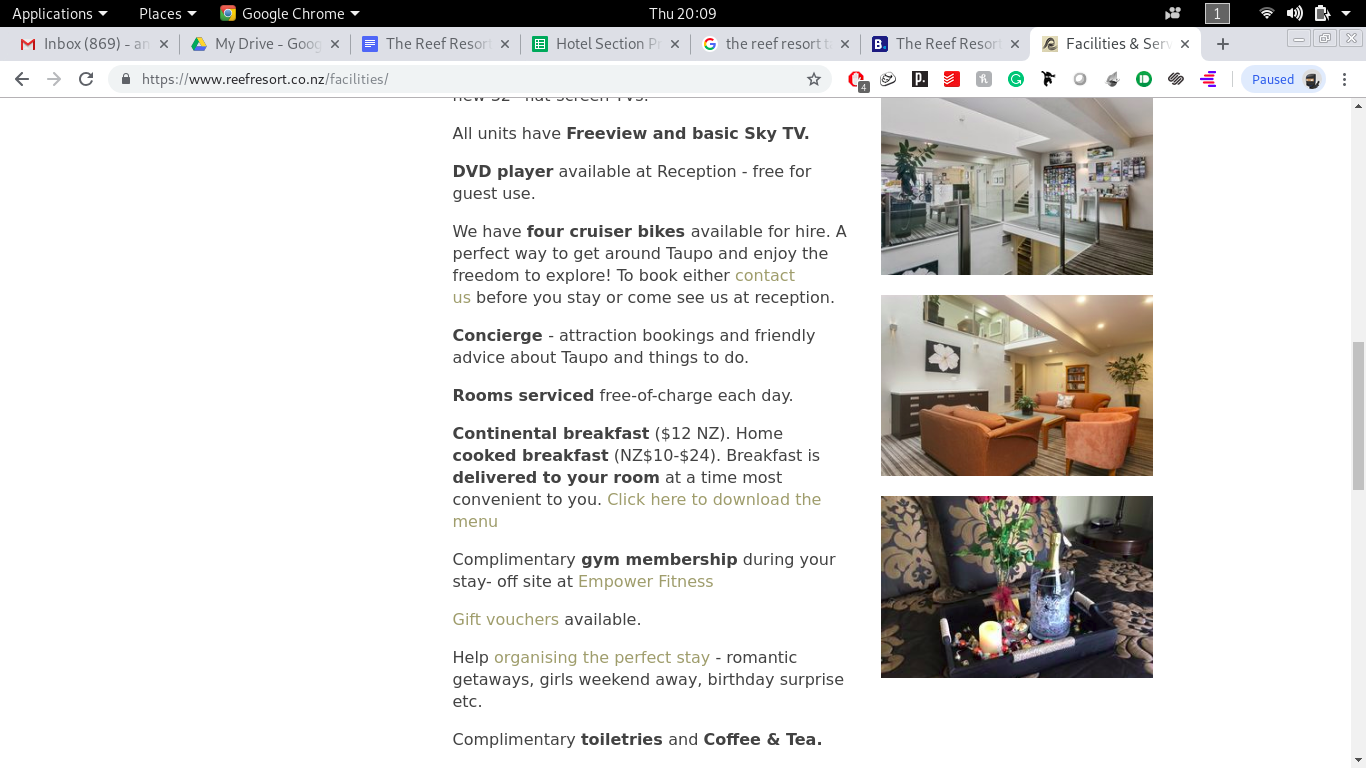 Applications Places Google Chrome Thu 20:09 1
Inbox (869) - an My Drive - Goog The Reef Resort Hotel Section Pr the reef resort ta The Reef Resort Facilities & Serv
https://www.reefresort.co.nz/facilities/ 4 Paused
All units have Freeview and basic Sky TV.
DVD player available at Reception - free for
guest use.
We have four cruiser bikes available for hire. A
perfect way to get around Taupo and enjoy the
freedom to explore! To book either contact
us before you stay or come see us at reception.
Concierge - attraction bookings and friendly
advice about Taupo and things to do.
Rooms serviced free-of-charge each day.
Continental breakfast ($12 NZ). Home
cooked breakfast (NZ$10-$24). Breakfast is
delivered to your room at a time most
convenient to you. Click here to download the
menu
Complimentary gym membership during your
stay- off site at Empower Fitness
Gift vouchers available.
Help organising the perfect stay - romantic
getaways, girls weekend away, birthday surprise
etc.
Complimentary toiletries and Coffee & Tea.